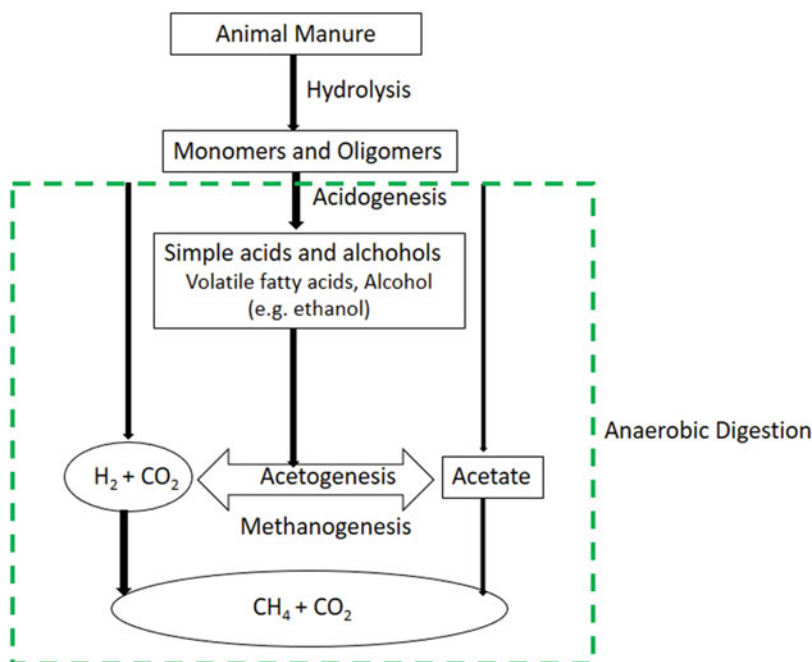 Animal Manure
Hydrolysis
Monomers and Oligomers
Acidogenesis
Simple acids and alchohols
Volatile fatty acids, Alcohol
(e.g. ethanol)
Anaerobic Digestion
H₂ + CO₂
Acetogenesis
Acetate
Methanogenesis
CH₄ + CO₂